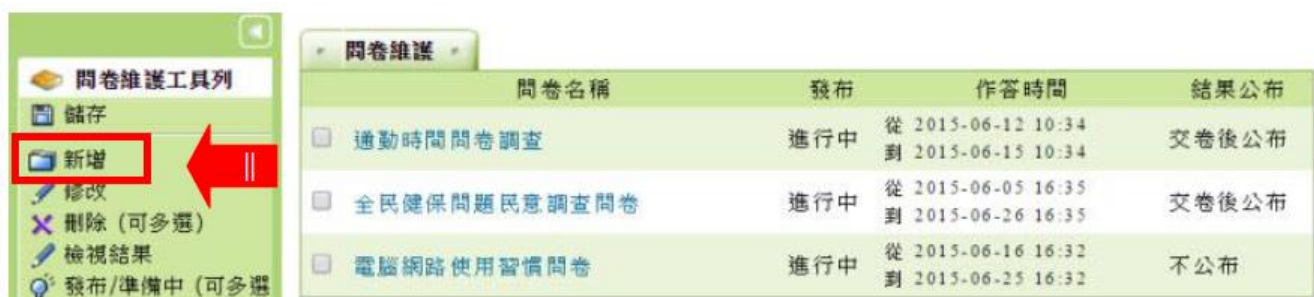 問卷維護工具列
儲存
新增
修改
刪除 (可多選)
檢視結果
發布/準備中 (可多選
問卷維護
問卷名稱 發布 作答時間 結果公布
通勤時間問卷調查 進行中 從 2015-06-12 10:34 到 2015-06-15 10:34 交卷後公布
全民健保問題民意調查問卷 進行中 從 2015-06-05 16:35 到 2015-06-26 16:35 交卷後公布
電腦網路使用習慣問卷 進行中 從 2015-06-16 16:32 到 2015-06-25 16:32 不公布